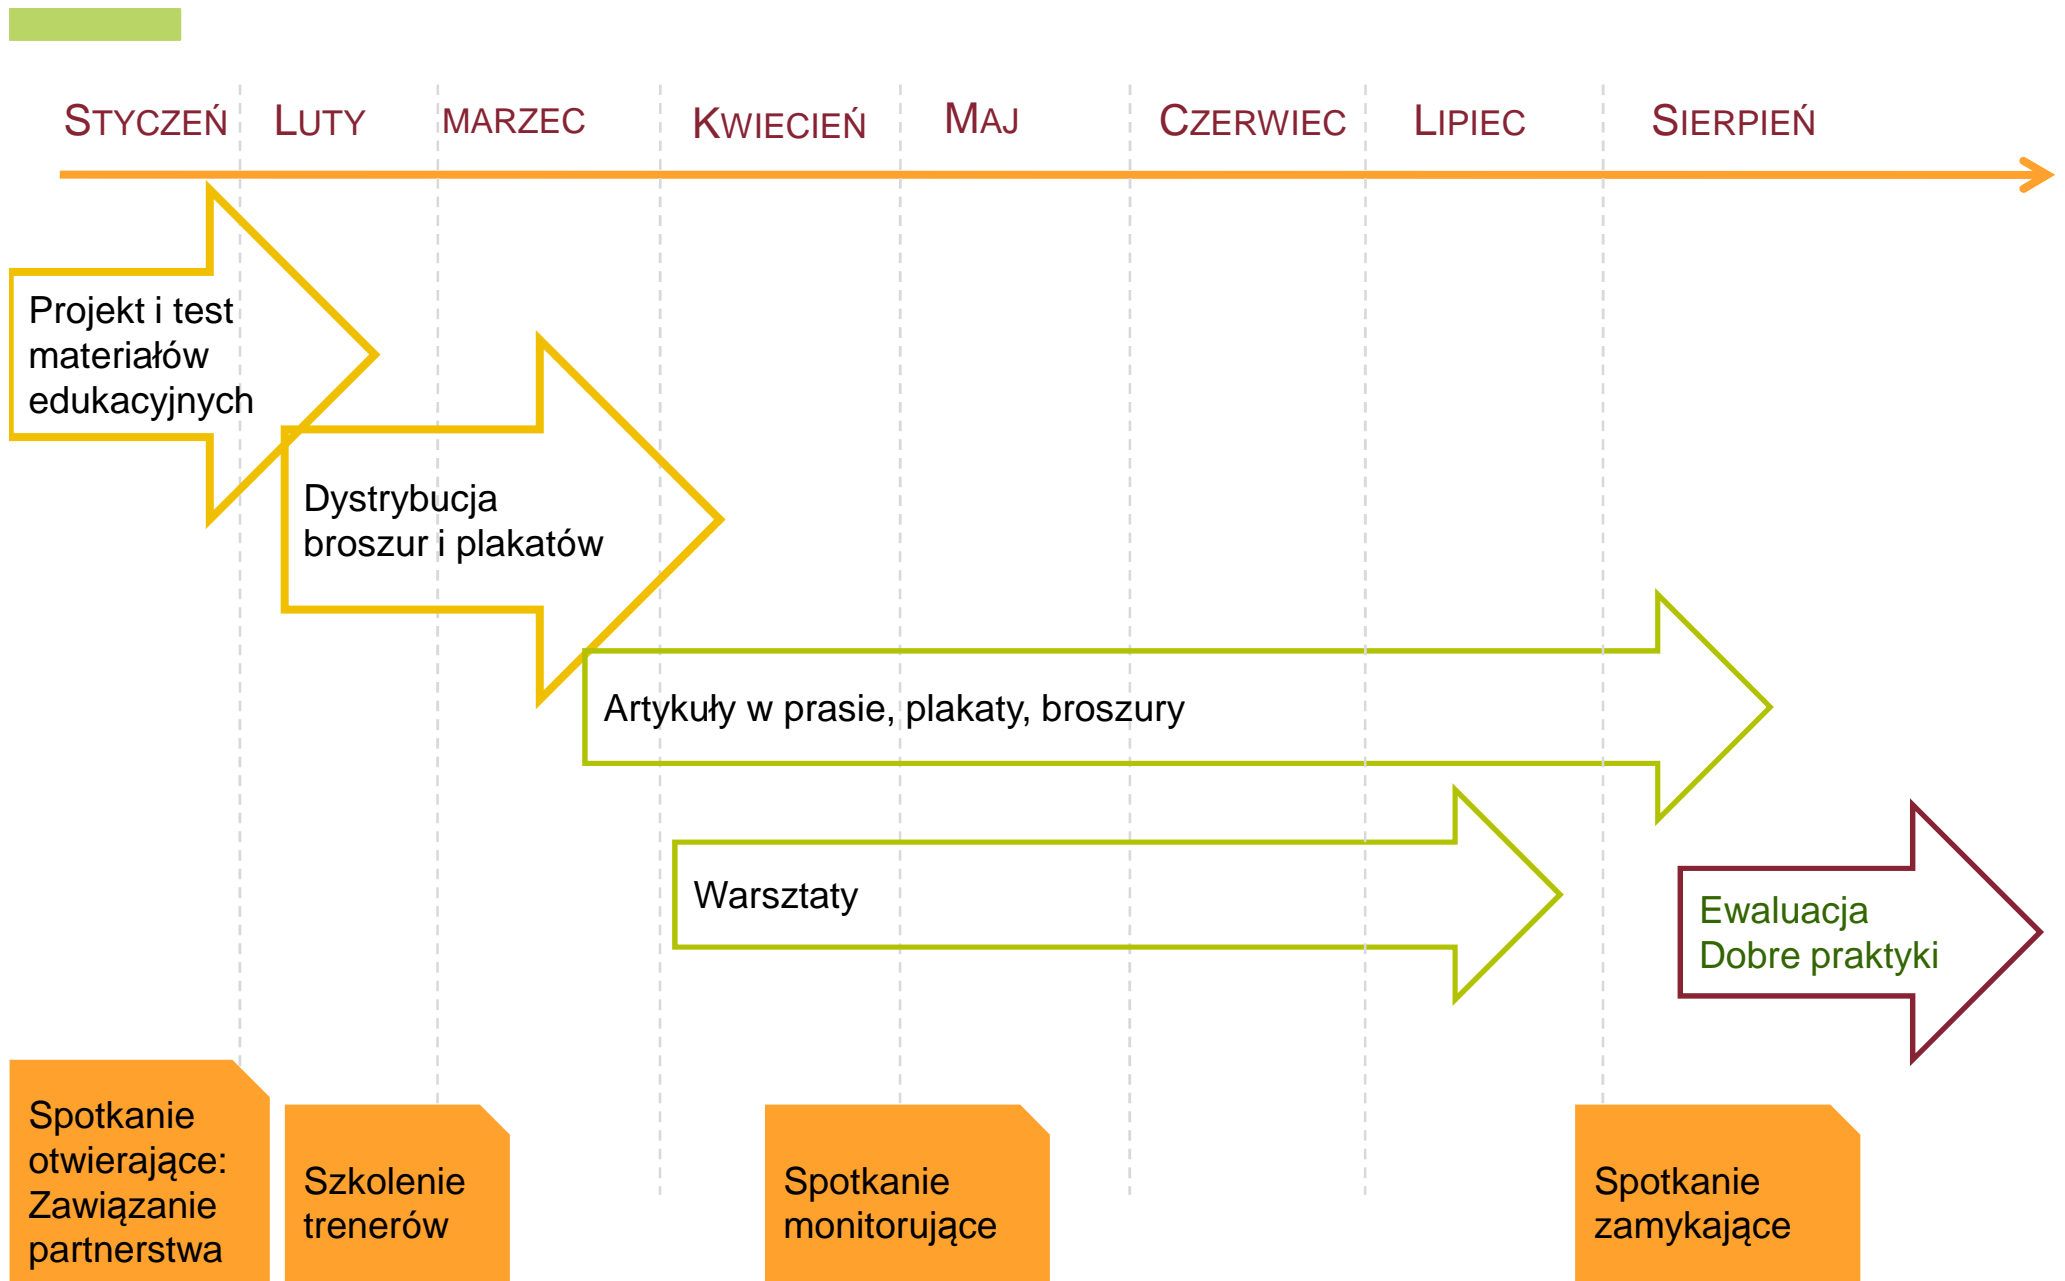 STYCZEŃ LUTY MARZEC KWIECIEŃ MAJ CZERWIEC LIPIEC SIERPIEŃ
Projekt i test
materiałów
edukacyjnych
Dystrybucja
broszur i plakatów
Artykuły w prasie, plakaty, broszury
Warsztaty
Ewaluacja
Dobre praktyki
Spotkanie
otwierające:
Zawiązanie
partnerstwa
Szkolenie
trenerów
Spotkanie
monitorujące
Spotkanie
zamykające